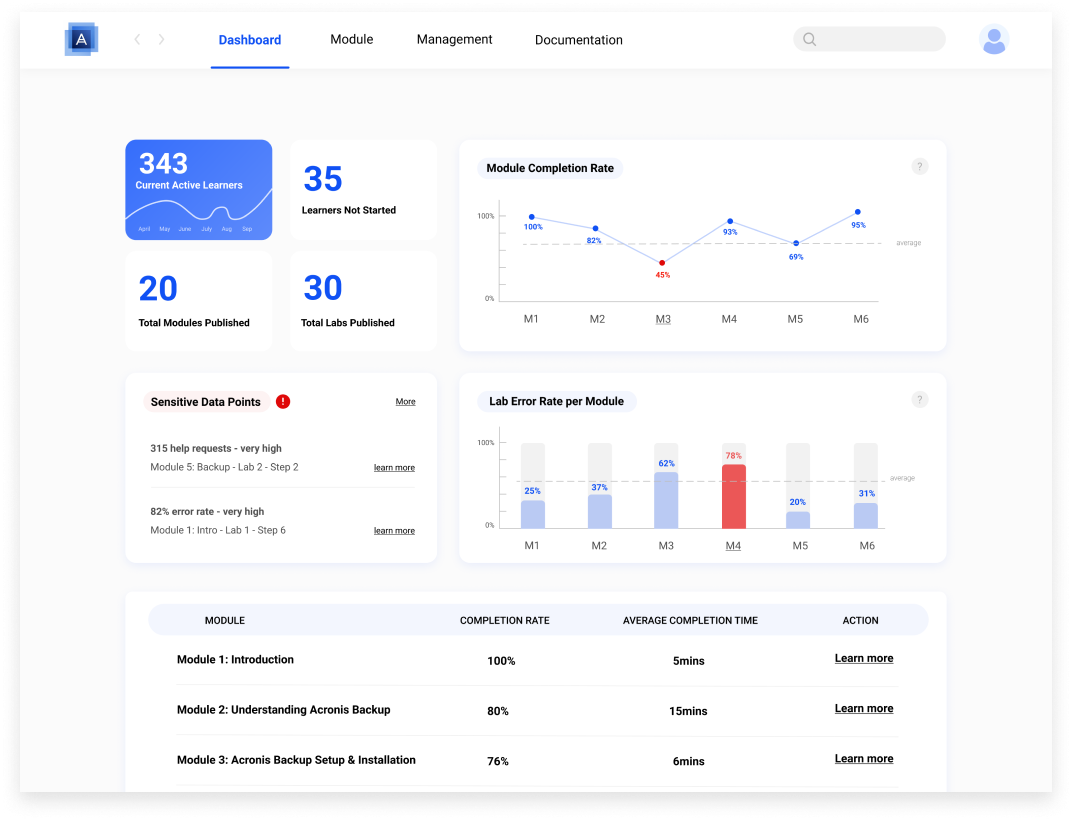 A
Dashboard
Module
Management
Documentation
343
Current Active Learners
April May June July Aug Sep
35
Learners Not Started
20
Total Modules Published
30
Total Labs Published
Module Completion Rate
?
100%
0%
100%
82%
45%
93%
69%
95%
average
M1 M2 M3 M4 M5 M6
Sensitive Data Points !
More
315 help requests - very high
Module 5: Backup - Lab 2 - Step 2
learn more
82% error rate - very high
Module 1: Intro - Lab 1 - Step 6
learn more
Lab Error Rate per Module
?
100%
0%
25%
37%
62%
78%
20%
31%
average
M1 M2 M3 M4 M5 M6
MODULE COMPLETION RATE AVERAGE COMPLETION TIME ACTION
Module 1: Introduction 100% 5mins Learn more
Module 2: Understanding Acronis Backup 80% 15mins Learn more
Module 3: Acronis Backup Setup & Installation 76% 6mins Learn more